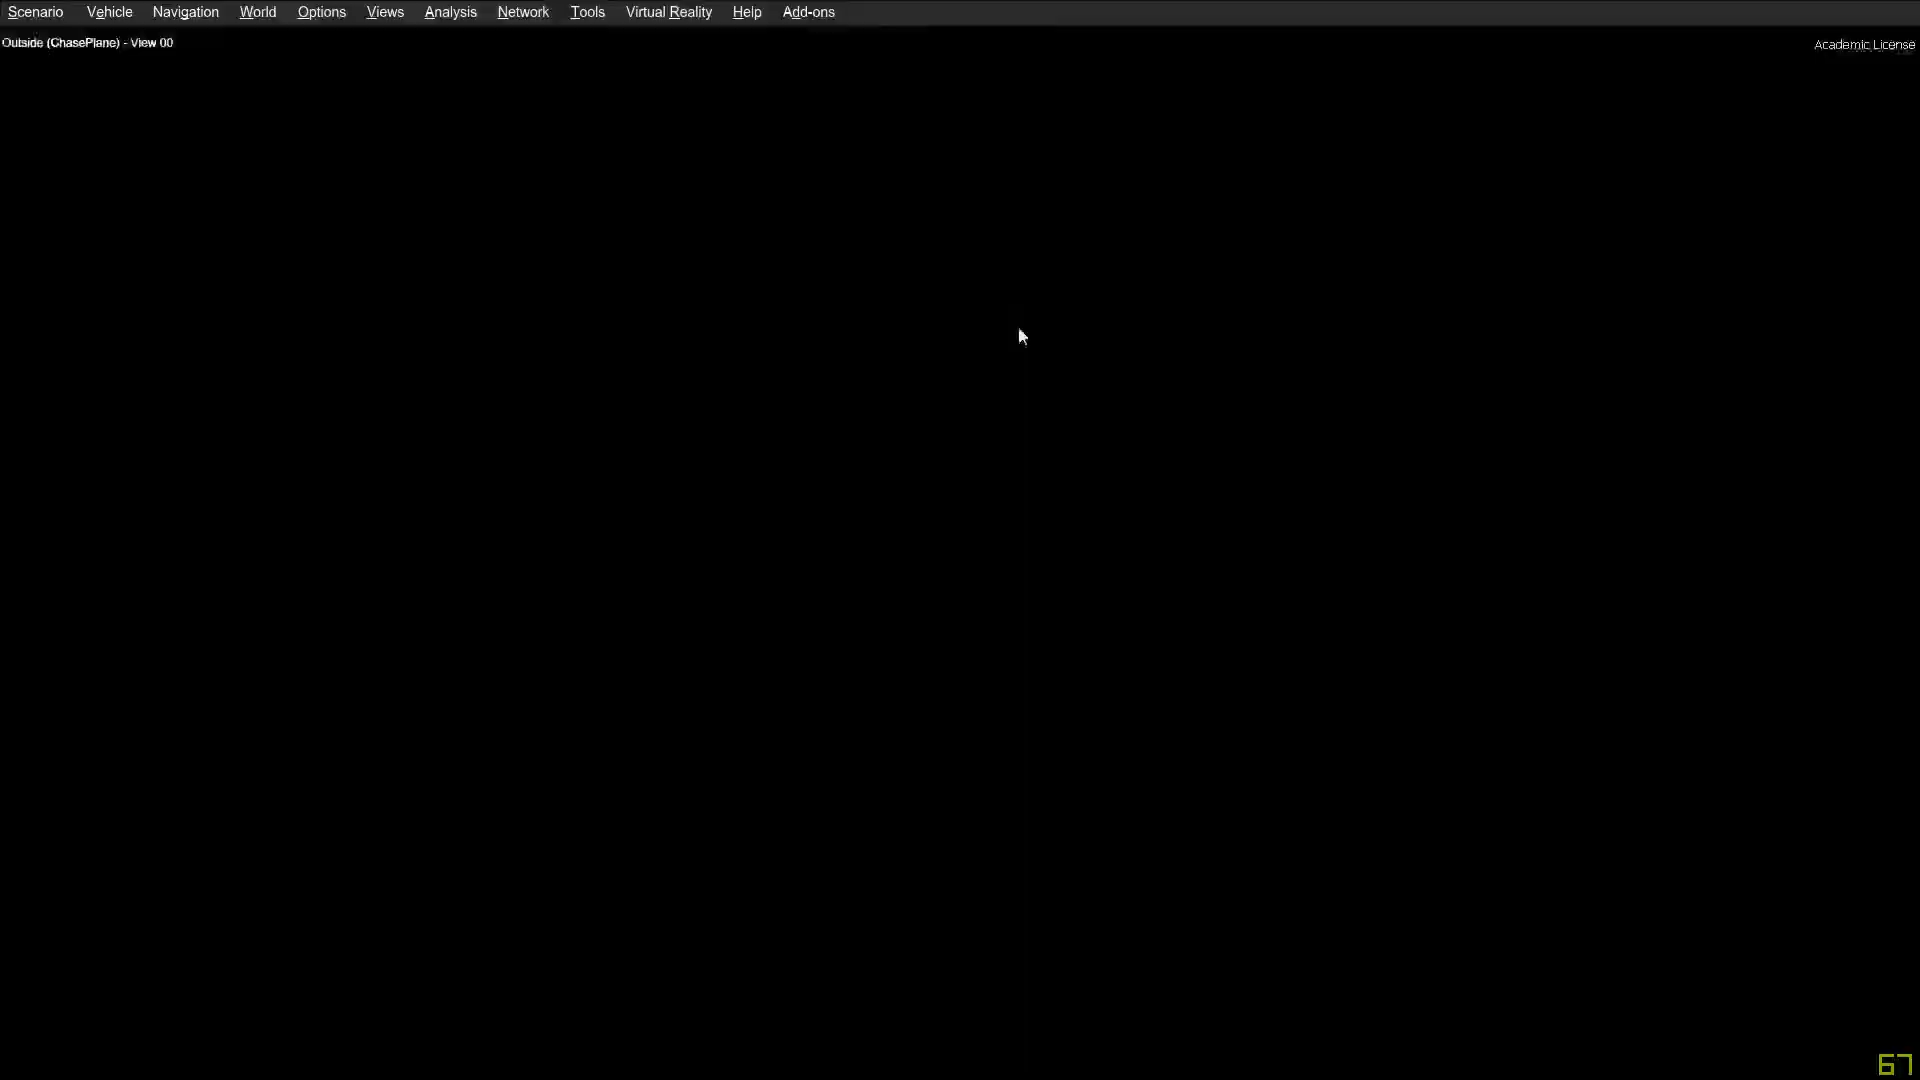 Scenario Vehicle Navigation World Options Views Analysis Network Tools Virtual Reality Help Add-ons
Outside (ChasePlane) - View 00
Academic License
67